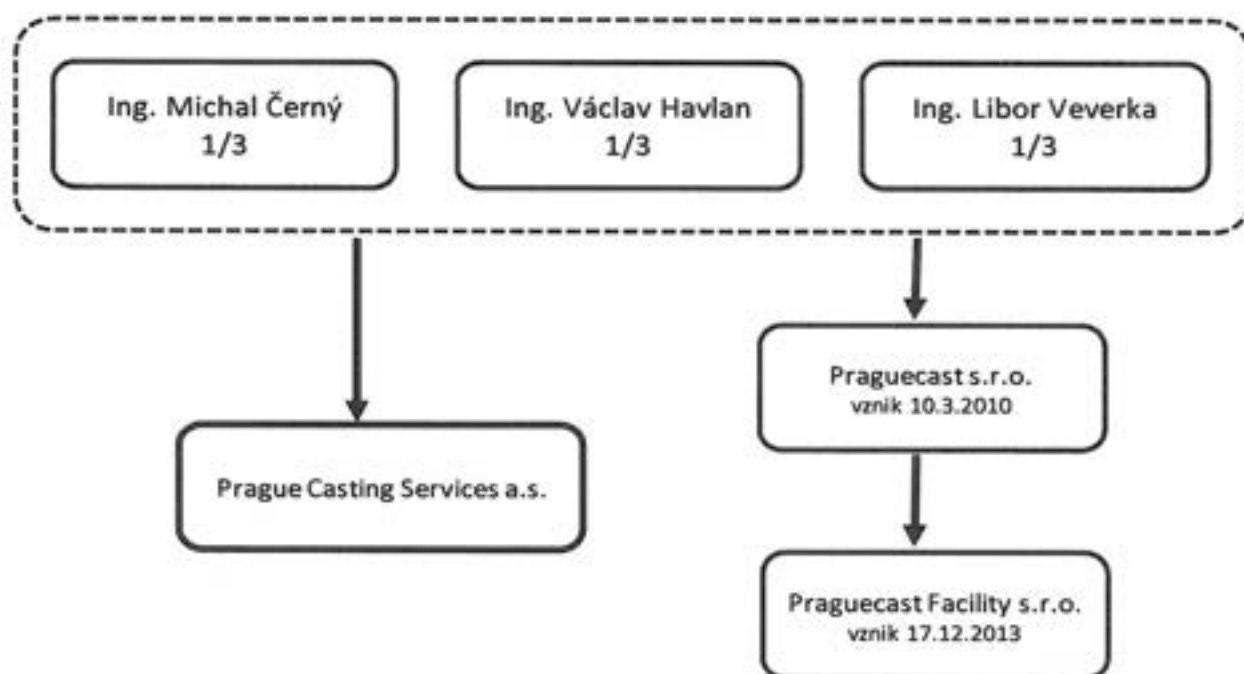 Ing. Michal Černý
1/3
Ing. Václav Havlan
1/3
Ing. Libor Veverka
1/3
Praguecast s.r.o.
vznik 10.3.2010
Prague Casting Services a.s.
Praguecast Facility s.r.o.
vznik 17.12.2013